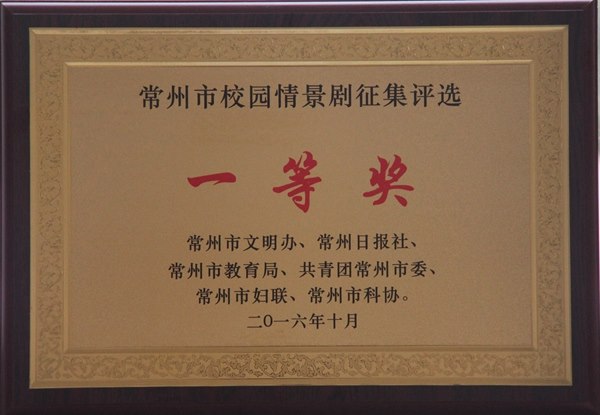 常州市校园情景剧征集评选
一等奖
常州市文明办、常州日报社、
常州市教育局、共青团常州市委、
常州市妇联、常州市科协。
二〇一六年十月